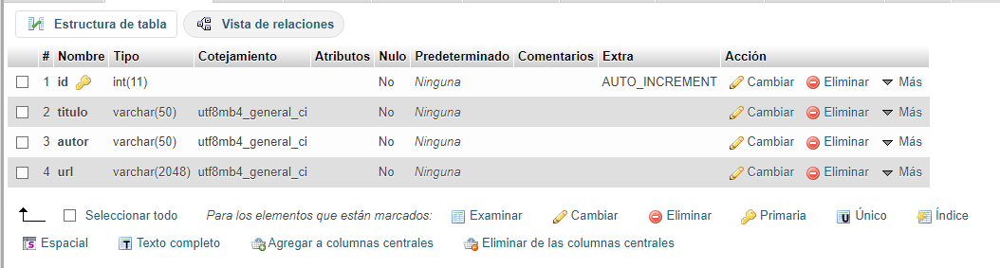 Estructura de tabla Vista de relaciones
# Nombre Tipo Cotejamiento Atributos Nulo Predeterminado Comentarios Extra Acción
1 id int(11) No Ninguna AUTO_INCREMENT Cambiar Eliminar Más
2 titulo varchar(50) utf8mb4_general_ci No Ninguna Cambiar Eliminar Más
3 autor varchar(50) utf8mb4_general_ci No Ninguna Cambiar Eliminar Más
4 url varchar(2048) utf8mb4_general_ci No Ninguna Cambiar Eliminar Más
Seleccionar todo Para los elementos que están marcados: Examinar Cambiar Eliminar Primaria Único Índice
Espacial Texto completo Agregar a columnas centrales Eliminar de las columnas centrales